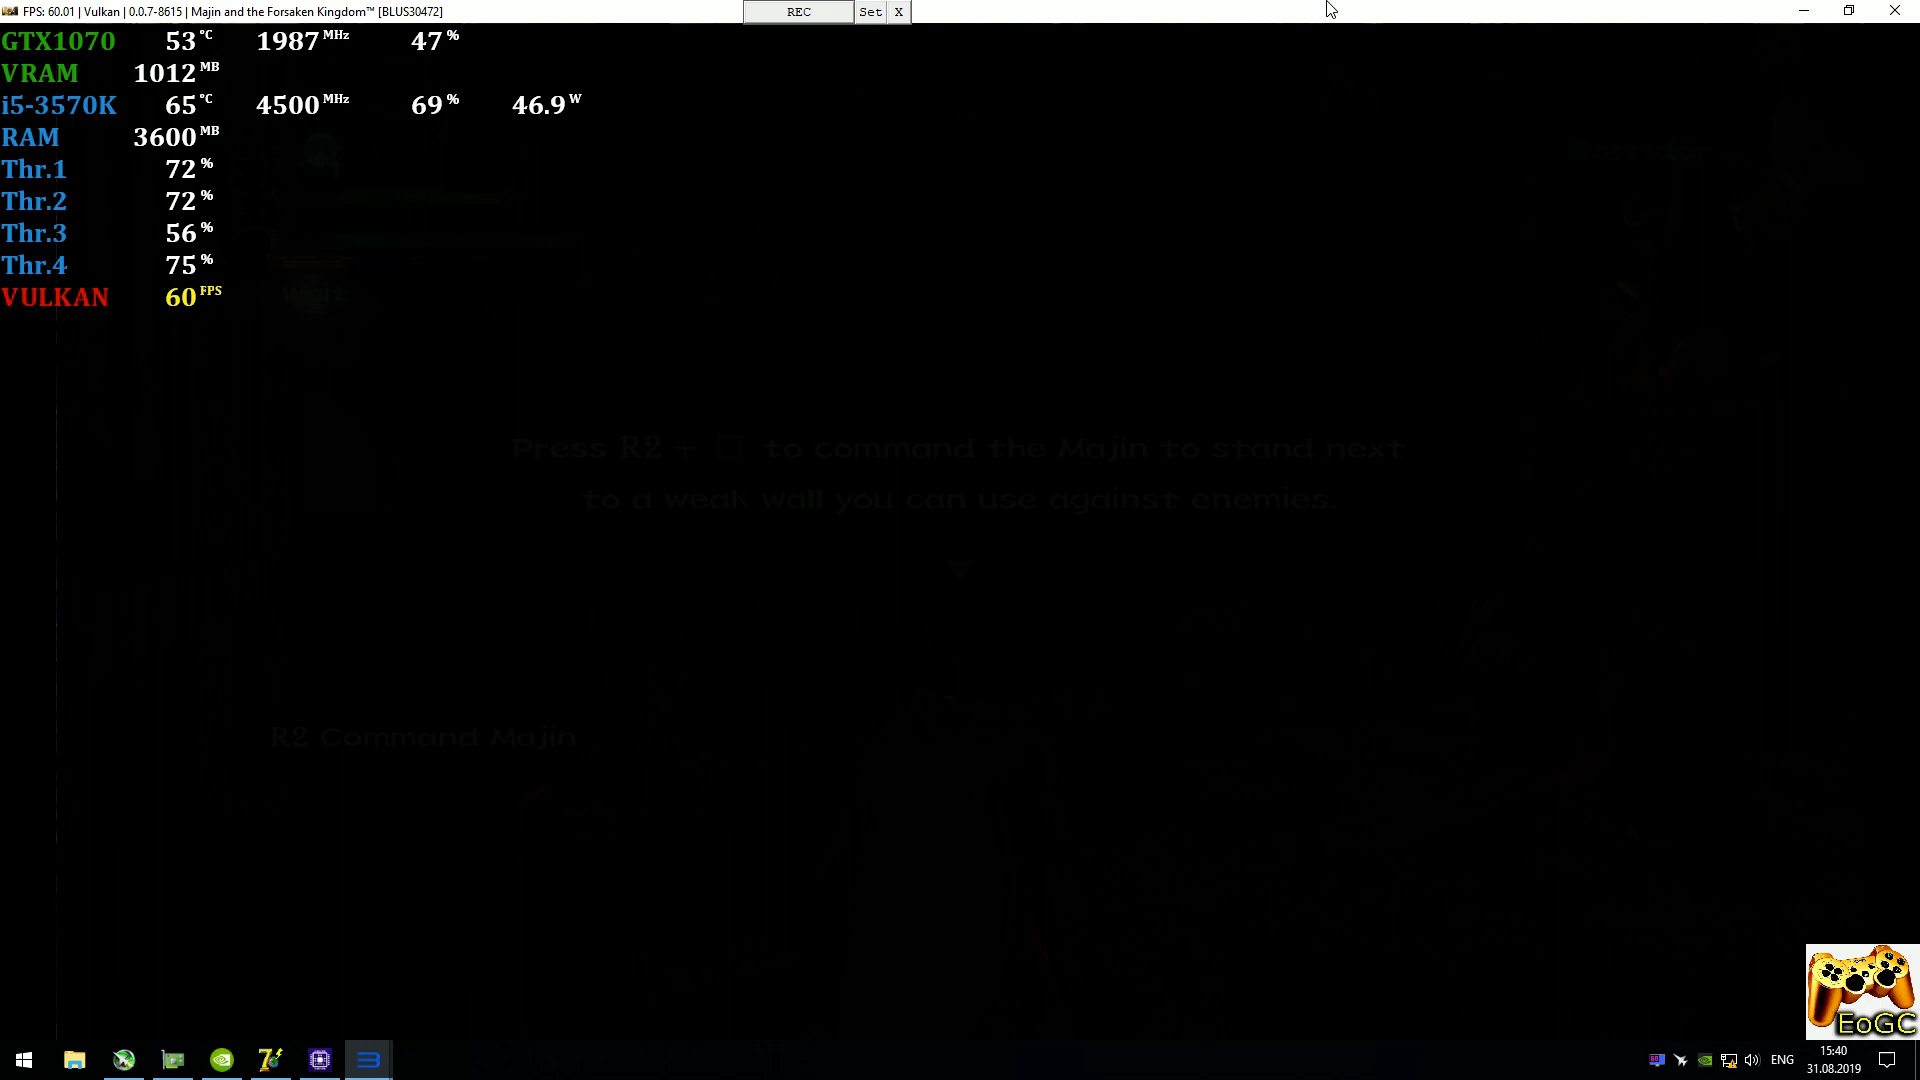 FPS: 60.01 | Vulkan | 0.0.7-8615 | Majin and the Forsaken Kingdom™ [BLUS30472]
REC Set X
GTX1070 53 °C 1987 MHz 47 %
VRAM 1012 MB
i5-3570K 65 °C 4500 MHz 69 % 46.9 W
RAM 3600 MB
Thr.1 72 %
Thr.2 72 %
Thr.3 56 %
Thr.4 75 %
VULKAN 60 FPS
Wait
Press R2 + □ to command the Majin to stand next
to a weak wall you can use against enemies.
R2 Command Majin
EoGC
ENG
15:40
31.08.2019